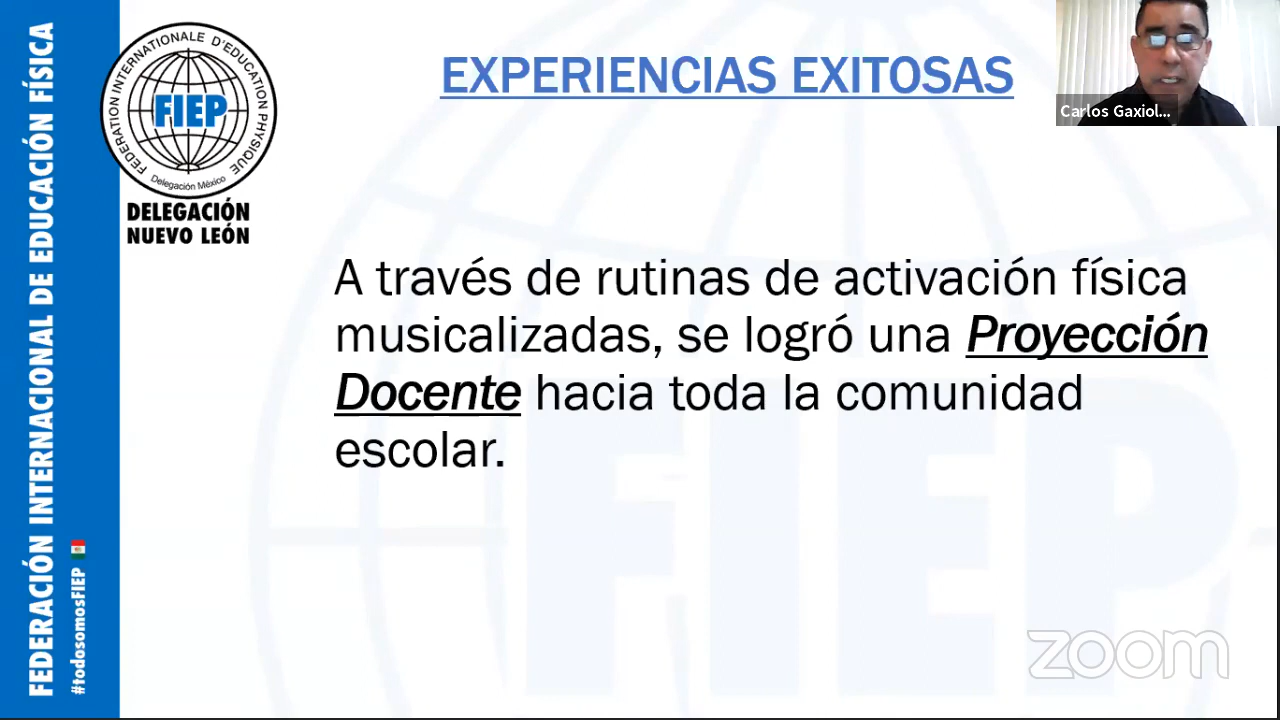 FEDERACIÓN INTERNACIONAL DE EDUCACIÓN FÍSICA
#todosomosFIEP
FEDERATION INTERNATIONALE D'EDUCATION PHYSIQUE
FIEP
Delegación México
DELEGACIÓN
NUEVO LEÓN
EXPERIENCIAS EXITOSAS
Carlos Gaxiol...
A través de rutinas de activación física
musicalizadas, se logró una Proyección
Docente hacia toda la comunidad
escolar.
FIEP
zoom